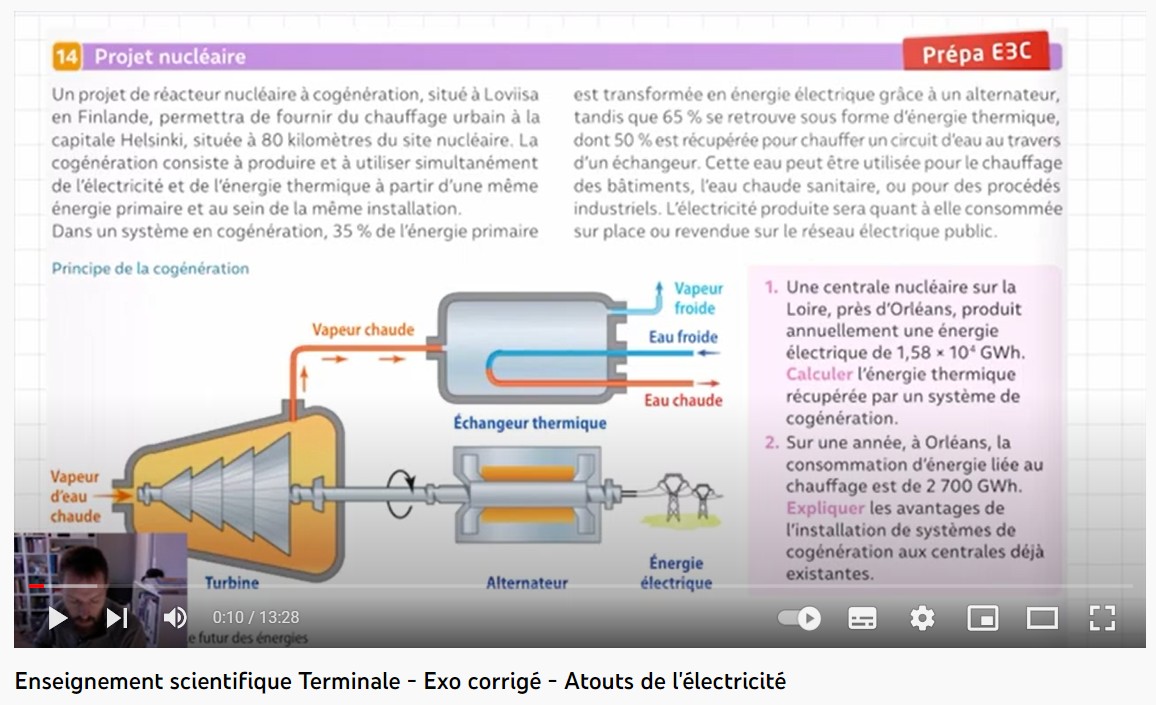 14 Projet nucléaire
Prépa E3C
Un projet de réacteur nucléaire à cogénération, situé à Loviisa
en Finlande, permettra de fournir du chauffage urbain à la
capitale Helsinki, située à 80 kilomètres du site nucléaire. La
cogénération consiste à produire et à utiliser simultanément
de l'électricité et de l'énergie thermique à partir d'une même
énergie primaire et au sein de la même installation.
Dans un système en cogénération, 35 % de l'énergie primaire
est transformée en énergie électrique grâce à un alternateur,
tandis que 65 % se retrouve sous forme d'énergie thermique,
dont 50 % est récupérée pour chauffer un circuit d'eau au travers
d'un échangeur. Cette eau peut être utilisée pour le chauffage
des bâtiments, l'eau chaude sanitaire, ou pour des procédés
industriels. L'électricité produite sera quant à elle consommée
sur place ou revendue sur le réseau électrique public.
Principe de la cogénération
Vapeur chaude
Vapeur
froide
Eau froide
Eau chaude
Échangeur thermique
Vapeur
d'eau
chaude
Turbine
Alternateur
Énergie
électrique
1. Une centrale nucléaire sur la
Loire, près d'Orléans, produit
annuellement une énergie
électrique de 1,58 × 10⁴ GWh.
Calculer l'énergie thermique
récupérée par un système de
cogénération.
2. Sur une année, à Orléans, la
consommation d'énergie liée au
chauffage est de 2 700 GWh.
Expliquer les avantages de
l'installation de systèmes de
cogénération aux centrales déjà
existantes.
0:10 / 13:28
e futur des énergies
Enseignement scientifique Terminale - Exo corrigé - Atouts de l'électricité